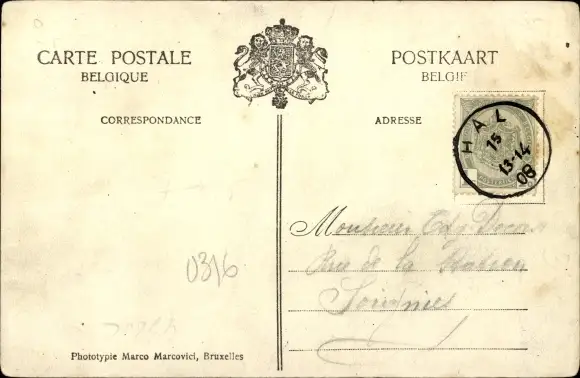 CARTE POSTALE
BELGIQUE
POSTKAART
BELGIE
CORRESPONDANCE
ADRESSE
HAL
15
13-14
08
Monsieur
Rue de la Station
Soignies
0316
Phototypie Marco Marcovici, Bruxelles